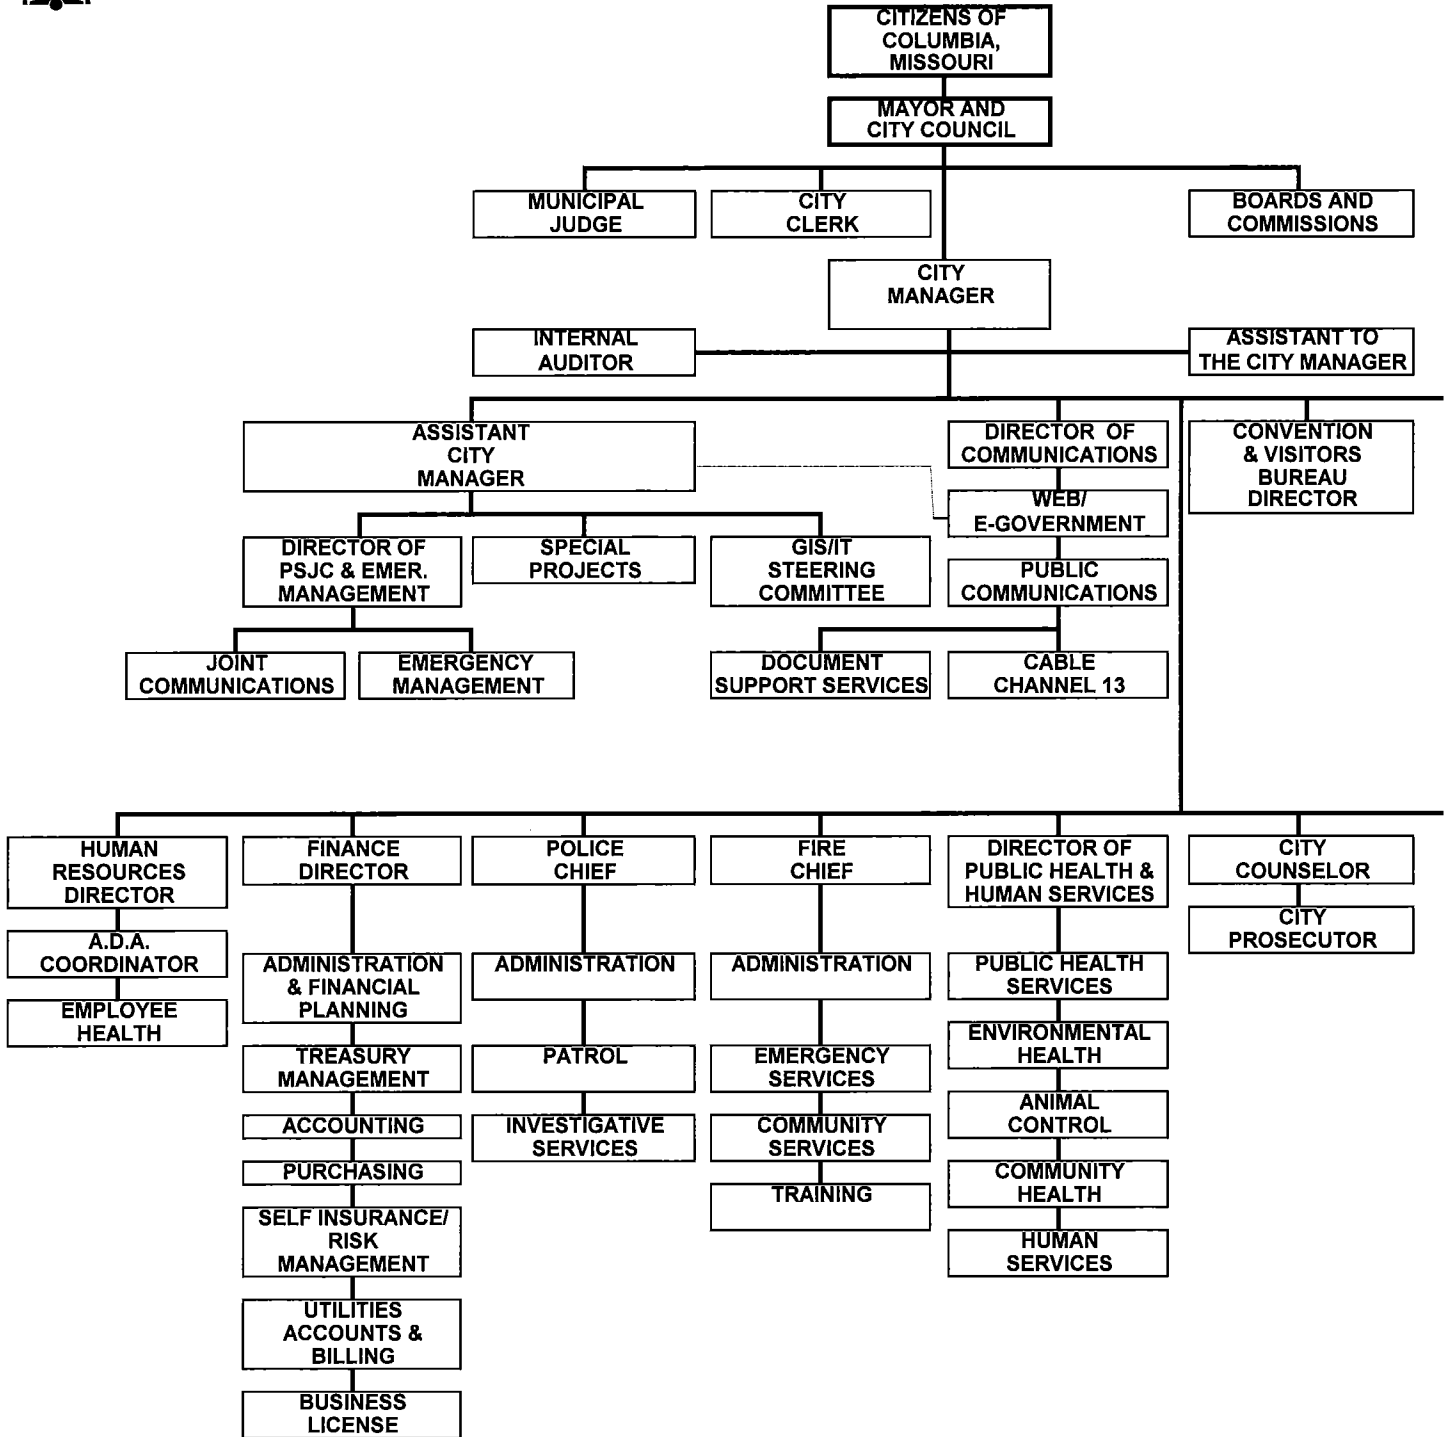 CITIZENS OF
COLUMBIA,
MISSOURI
MAYOR AND
CITY COUNCIL
MUNICIPAL
JUDGE
CITY
CLERK
BOARDS AND
COMMISSIONS
CITY
MANAGER
INTERNAL
AUDITOR
ASSISTANT TO
THE CITY MANAGER
ASSISTANT
CITY
MANAGER
DIRECTOR OF
COMMUNICATIONS
CONVENTION
& VISITORS
BUREAU
DIRECTOR
WEB/
E-GOVERNMENT
DIRECTOR OF
PSJC & EMER.
MANAGEMENT
SPECIAL
PROJECTS
GIS/IT
STEERING
COMMITTEE
PUBLIC
COMMUNICATIONS
JOINT
COMMUNICATIONS
EMERGENCY
MANAGEMENT
DOCUMENT
SUPPORT SERVICES
CABLE
CHANNEL 13
HUMAN
RESOURCES
DIRECTOR
A.D.A.
COORDINATOR
EMPLOYEE
HEALTH
FINANCE
DIRECTOR
ADMINISTRATION
& FINANCIAL
PLANNING
TREASURY
MANAGEMENT
ACCOUNTING
PURCHASING
SELF INSURANCE/
RISK
MANAGEMENT
UTILITIES
ACCOUNTS &
BILLING
BUSINESS
LICENSE
POLICE
CHIEF
ADMINISTRATION
PATROL
INVESTIGATIVE
SERVICES
FIRE
CHIEF
ADMINISTRATION
EMERGENCY
SERVICES
COMMUNITY
SERVICES
TRAINING
DIRECTOR OF
PUBLIC HEALTH &
HUMAN SERVICES
PUBLIC HEALTH
SERVICES
ENVIRONMENTAL
HEALTH
ANIMAL
CONTROL
COMMUNITY
HEALTH
HUMAN
SERVICES
CITY
COUNSELOR
CITY
PROSECUTOR